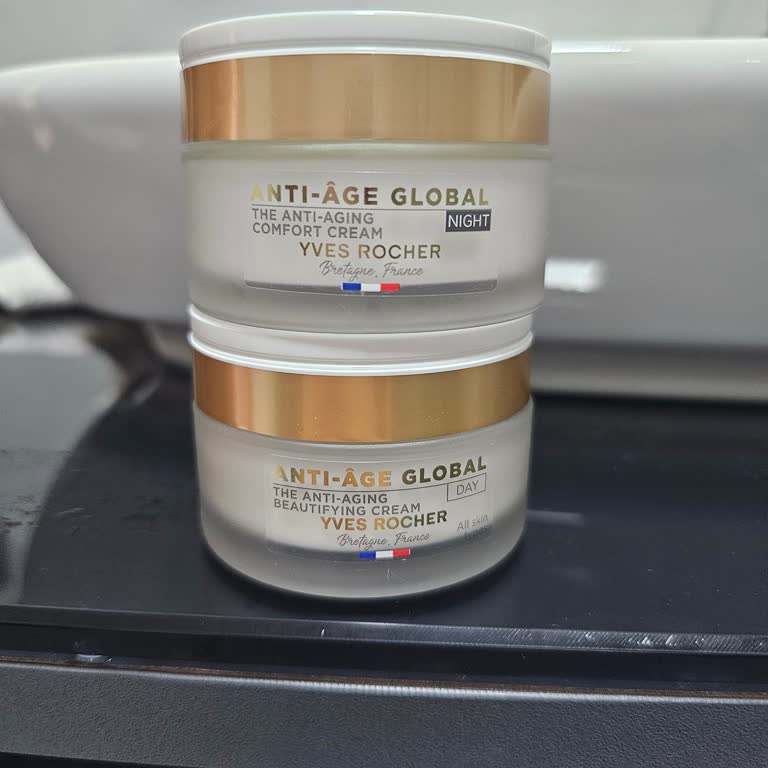 ANTI-ÂGE GLOBAL
THE ANTI-AGING NIGHT
COMFORT CREAM
YVES ROCHER
Bretagne, France
ANTI-ÂGE GLOBAL
THE ANTI-AGING DAY
BEAUTIFYING CREAM
YVES ROCHER
All skin
Bretagne, France